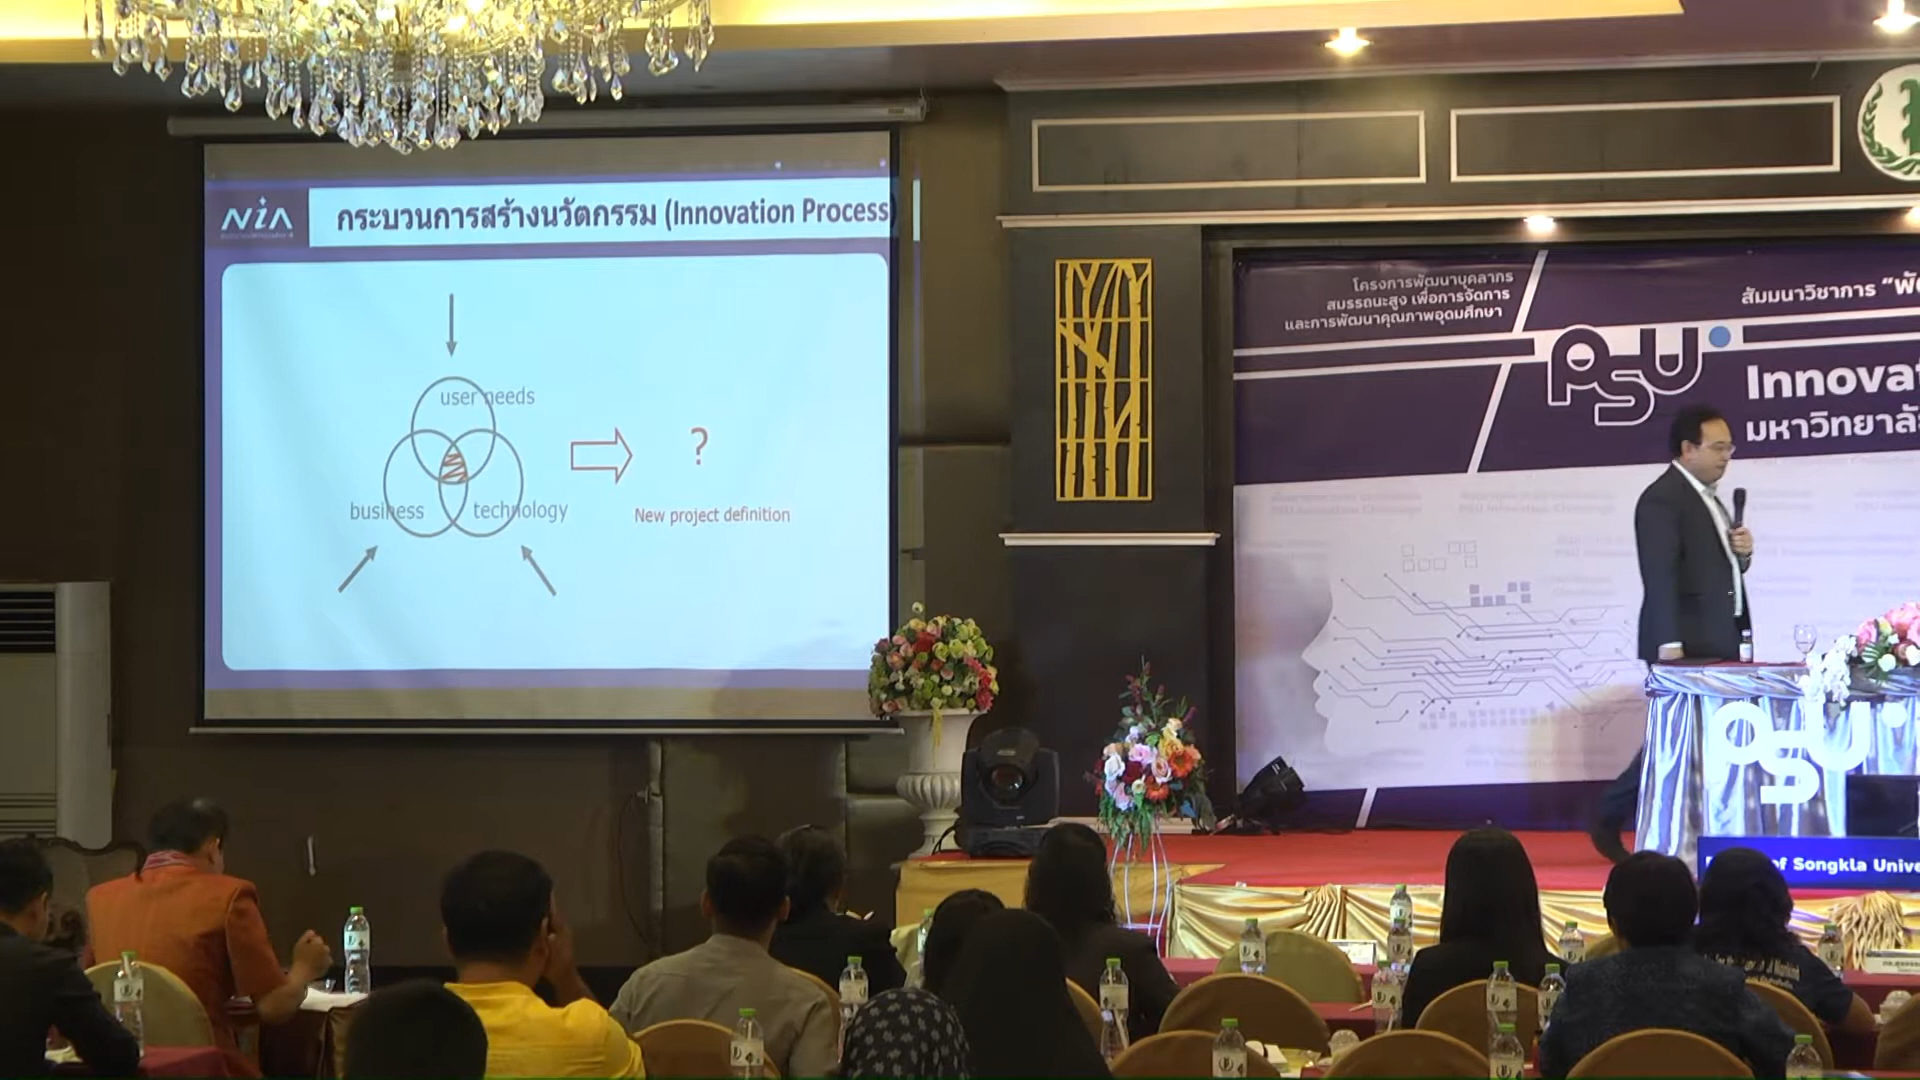 NiA
กระบวนการสร้างนวัตกรรม (Innovation Process)
user needs
business
technology
?
New project definition
โครงการพัฒนาบุคลากร
สมรรถนะสูง เพื่อการจัดการ
และการพัฒนาคุณภาพอุดมศึกษา
สัมมนาวิชาการ “พั
PSU
Innovat
มหาวิทยาลั
PSU
of Songkla Unive